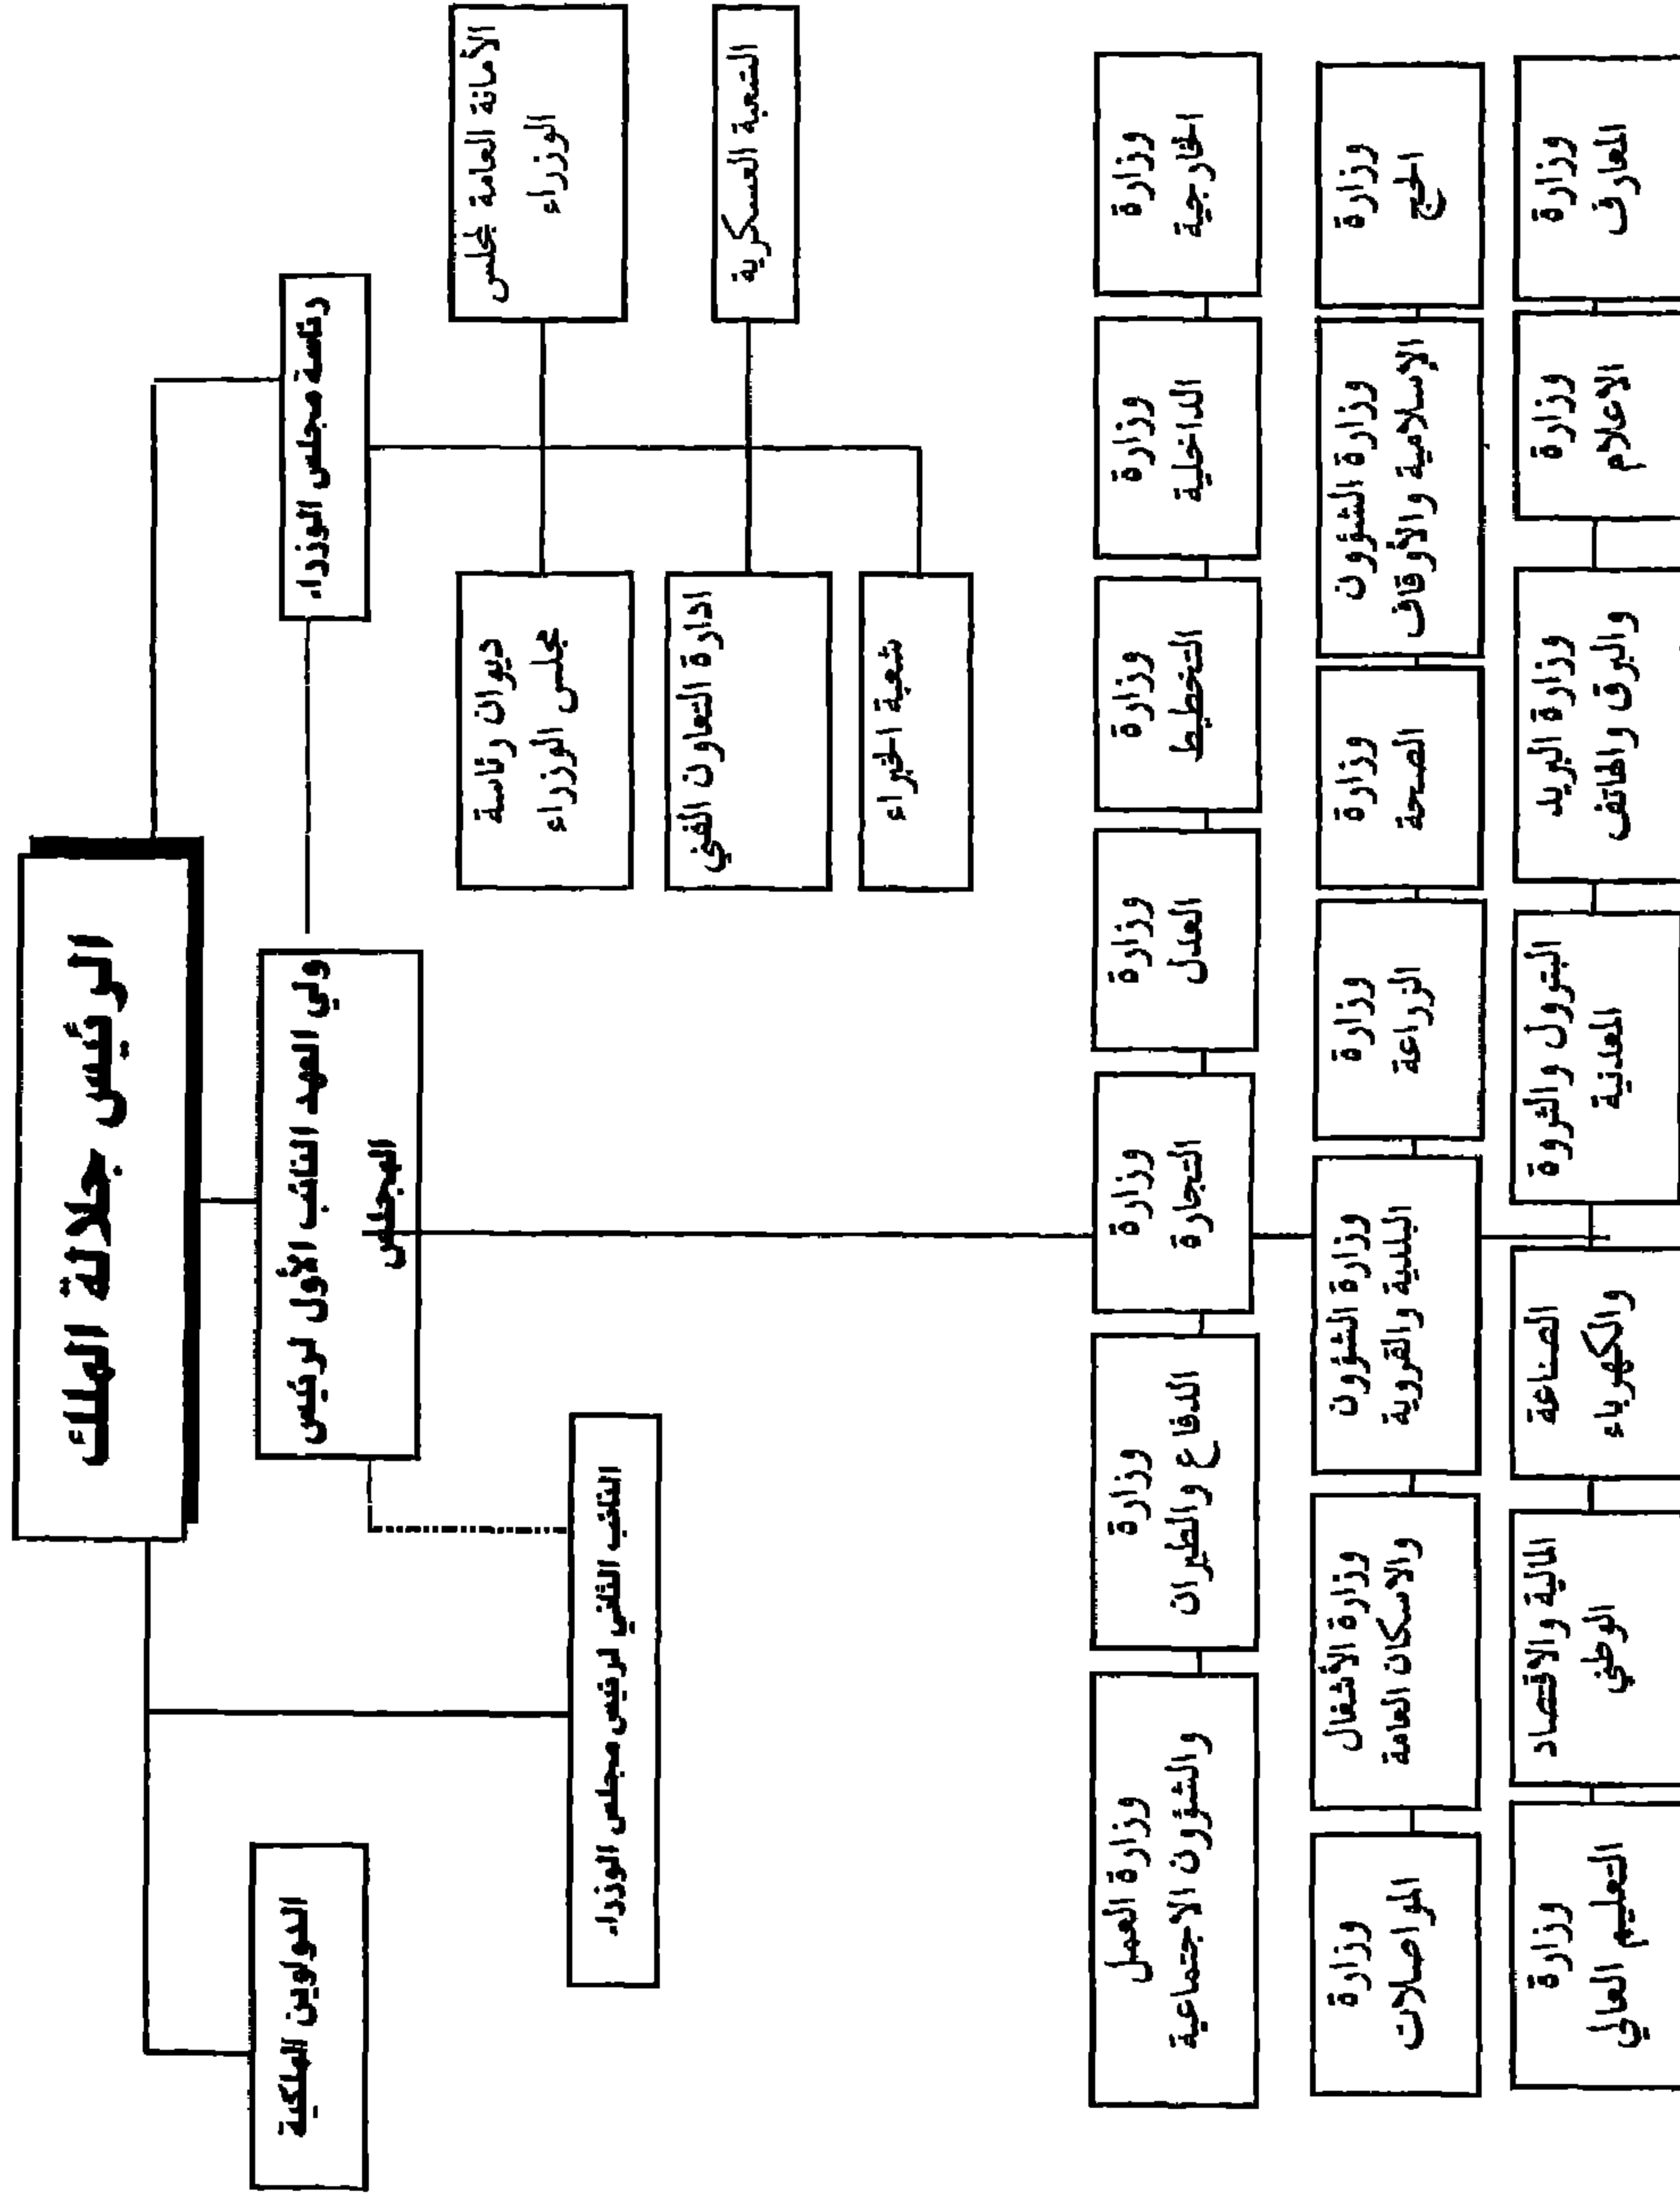 الرئيس جلالة الملك
رئاسة مجلس الوزراء
ولي العهد النائب الأول لرئيس
المجلس
الدواوين الملكية
الأمانة العامة لمجلس
الوزراء
ديوان رئاسة
مجلس الوزراء
النائب الثاني لرئيس مجلس الوزراء
الشعبة العسكرية
ادارة التعاون الفني
شعبة الخبراء
وزارة
الخارجية
وزارة
الداخلية
وزارة
التخطيط
وزارة
العدل
وزارة
التجارة
وزارة
الدفاع والطيران
وزارة العمل
والشؤون الاجتماعية
وزارة
الحج
وزارة الشؤون
الإسلامية والأوقاف
وزارة
الصحة
وزارة
الزراعة
وزارة الشؤون
البلدية والقروية
وزارة الأشغال
والاسكان العامة
وزارة
المواصلات
وزارة
المعارف
وزارة
الاعلام
وزارة البريد
والبرق والهاتف
البترول والثروة
المعدنية
الصناعة
والكهرباء
المالية والاقتصاد
الوطني
وزارة
التعليم العالي